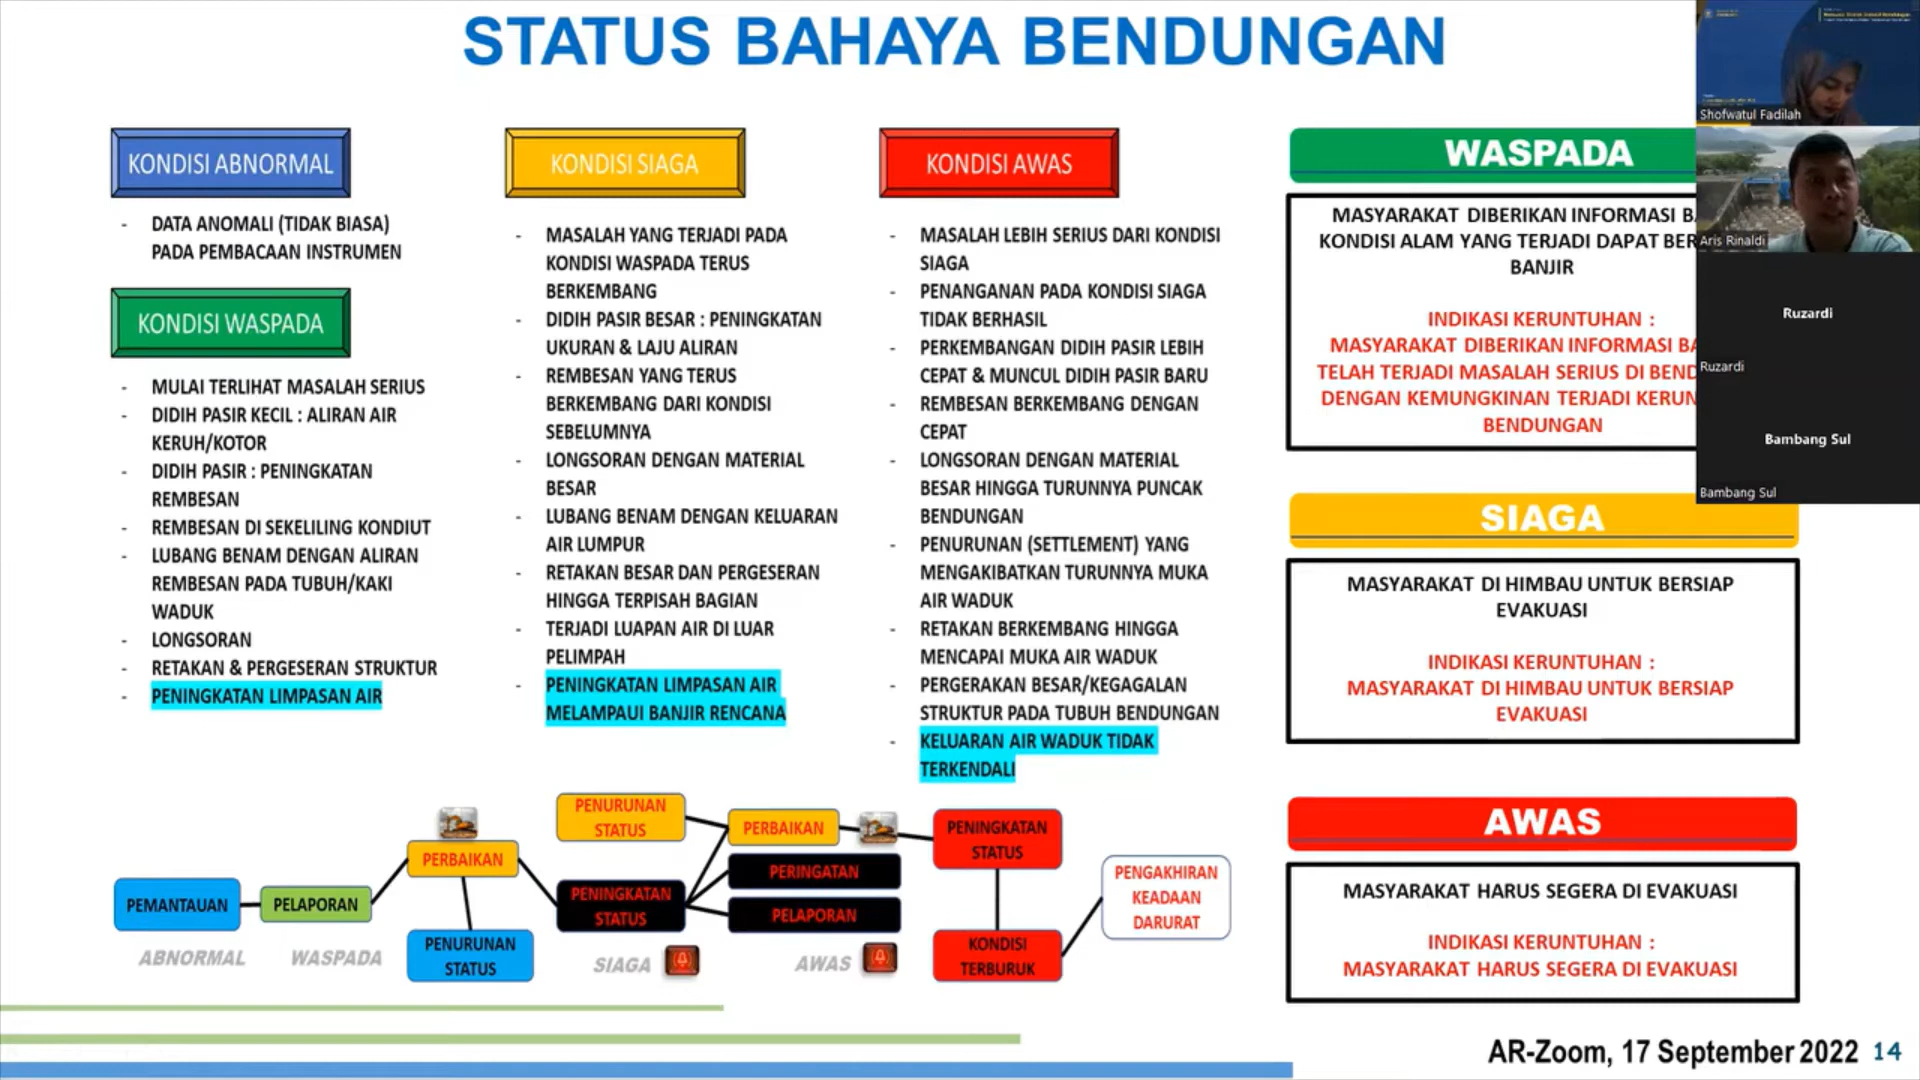 STATUS BAHAYA BENDUNGAN
KONDISI ABNORMAL
- DATA ANOMALI (TIDAK BIASA)
PADA PEMBACAAN INSTRUMEN
KONDISI WASPADA
- MULAI TERLIHAT MASALAH SERIUS
- DIDIH PASIR KECIL : ALIRAN AIR
KERUH/KOTOR
- DIDIH PASIR : PENINGKATAN
REMBESAN
- REMBESAN DI SEKELILING KONDIUT
- LUBANG BENAM DENGAN ALIRAN
REMBESAN PADA TUBUH/KAKI
WADUK
- LONGSORAN
- RETAKAN & PERGESERAN STRUKTUR
- PENINGKATAN LIMPASAN AIR
KONDISI SIAGA
- MASALAH YANG TERJADI PADA
KONDISI WASPADA TERUS
BERKEMBANG
- DIDIH PASIR BESAR : PENINGKATAN
UKURAN & LAJU ALIRAN
- REMBESAN YANG TERUS
BERKEMBANG DARI KONDISI
SEBELUMNYA
- LONGSORAN DENGAN MATERIAL
BESAR
- LUBANG BENAM DENGAN KELUARAN
AIR LUMPUR
- RETAKAN BESAR DAN PERGESERAN
HINGGA TERPISAH BAGIAN
- TERJADI LUAPAN AIR DI LUAR
PELIMPAH
- PENINGKATAN LIMPASAN AIR
MELAMPAUI BANJIR RENCANA
KONDISI AWAS
- MASALAH LEBIH SERIUS DARI KONDISI
SIAGA
- PENANGANAN PADA KONDISI SIAGA
TIDAK BERHASIL
- PERKEMBANGAN DIDIH PASIR LEBIH
CEPAT & MUNCUL DIDIH PASIR BARU
- REMBESAN BERKEMBANG DENGAN
CEPAT
- LONGSORAN DENGAN MATERIAL
BESAR HINGGA TURUNNYA PUNCAK
BENDUNGAN
- PENURUNAN (SETTLEMENT) YANG
MENGAKIBATKAN TURUNNYA MUKA
AIR WADUK
- RETAKAN BERKEMBANG HINGGA
MENCAPAI MUKA AIR WADUK
- PERGERAKAN BESAR/KEGAGALAN
STRUKTUR PADA TUBUH BENDUNGAN
- KELUARAN AIR WADUK TIDAK
TERKENDALI
WASPADA
MASYARAKAT DIBERIKAN INFORMASI
KONDISI ALAM YANG TERJADI DAPAT
BANJIR
INDIKASI KERUNTUHAN :
MASYARAKAT DIBERIKAN INFORMASI
TELAH TERJADI MASALAH SERIUS DI
DENGAN KEMUNGKINAN TERJADI
BENDUNGAN
SIAGA
MASYARAKAT DI HIMBAU UNTUK BERSIAP
EVAKUASI
INDIKASI KERUNTUHAN :
MASYARAKAT DI HIMBAU UNTUK BERSIAP
EVAKUASI
AWAS
MASYARAKAT HARUS SEGERA DI EVAKUASI
INDIKASI KERUNTUHAN :
MASYARAKAT HARUS SEGERA DI EVAKUASI
Shofwatul Fadilah
Aris Rinaldi
Ruzardi
Ruzardi
Bambang Sul
Bambang Sul
PEMANTAUAN
PELAPORAN
PERBAIKAN
PENURUNAN
STATUS
PENURUNAN
STATUS
PENINGKATAN
STATUS
PERBAIKAN
PERINGATAN
PELAPORAN
PENINGKATAN
STATUS
KONDISI
TERBURUK
PENGAKHIRAN
KEADAAN
DARURAT
ABNORMAL
WASPADA
SIAGA
AWAS
AR-Zoom, 17 September 2022 14